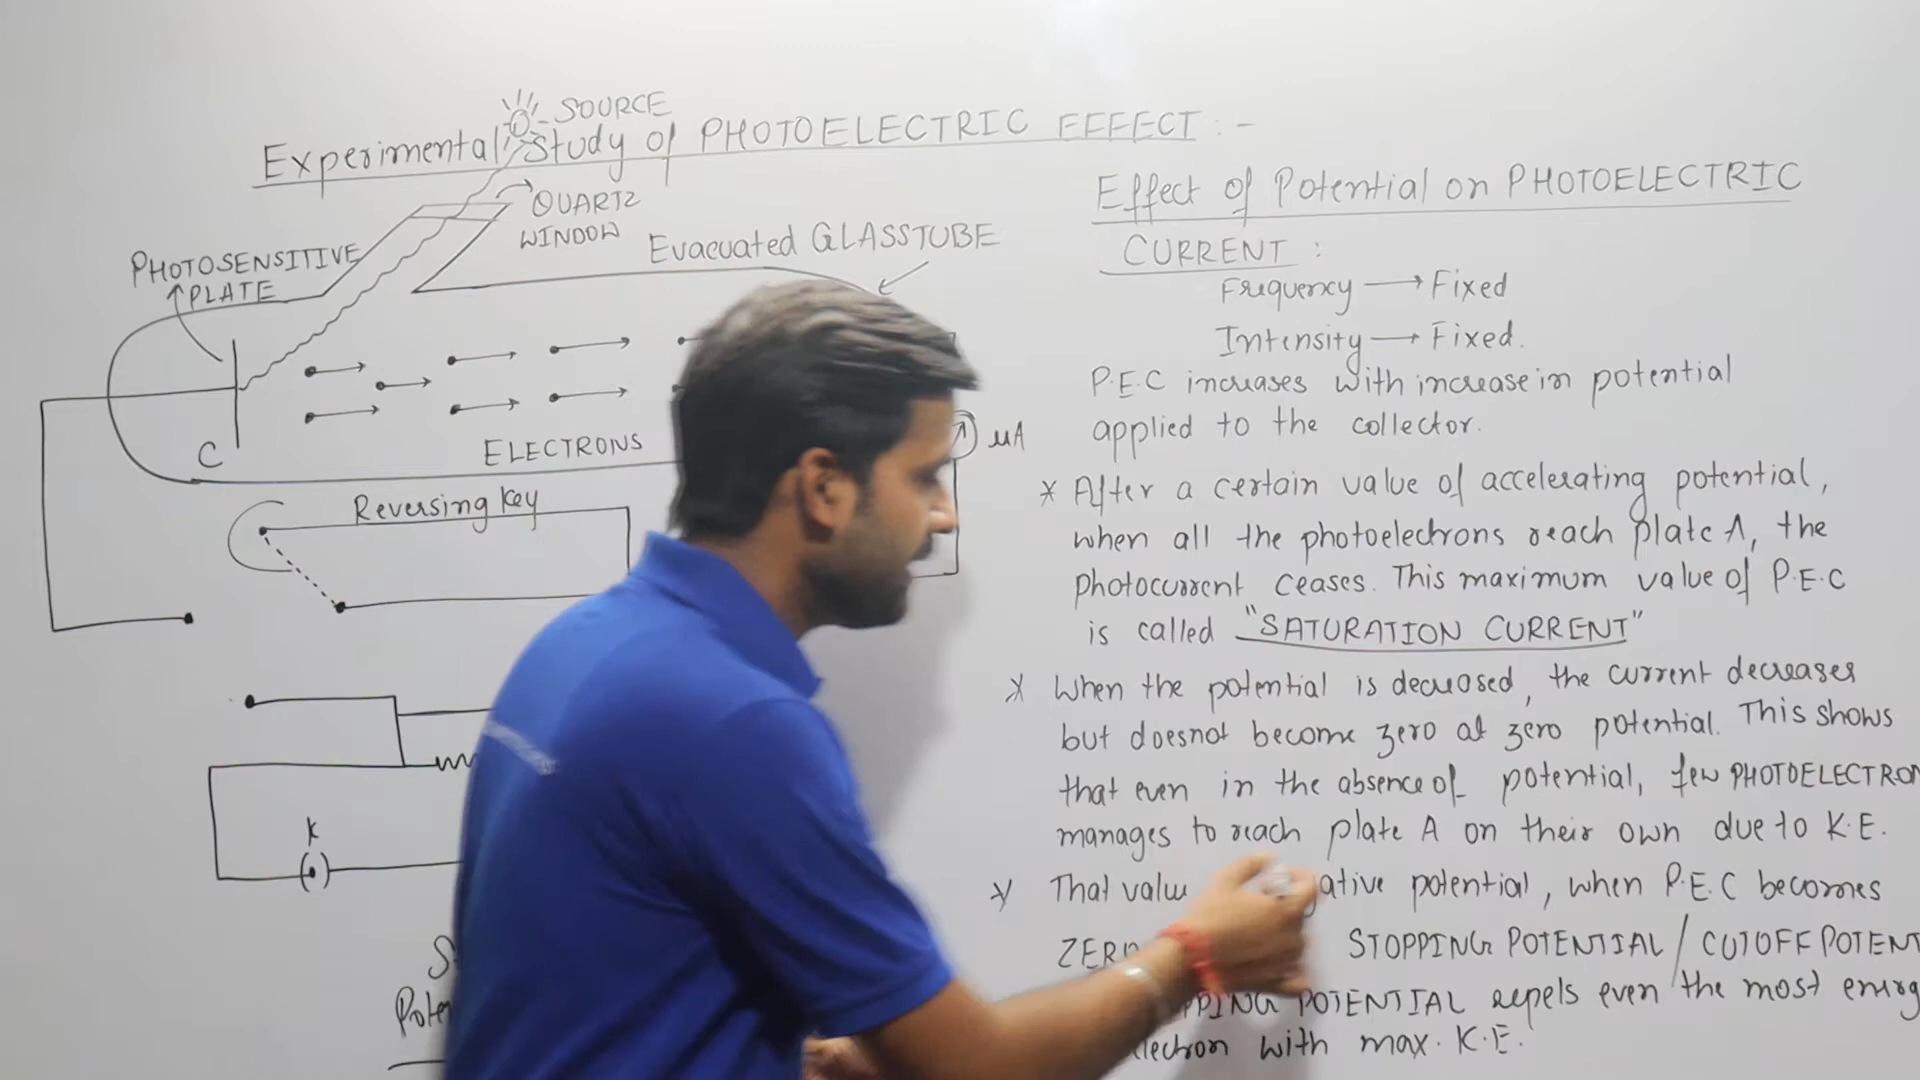 SOURCE
Experimental Study of PHOTOELECTRIC EFFECT : -
QUARTZ
WINDOW
PHOTOSENSITIVE
PLATE
Evacuated GLASSTUBE
C
ELECTRONS
μA
Reversing Key
K
Effect of Potential on PHOTOELECTRIC
CURRENT :
Frequency → Fixed
Intensity → Fixed.
P.E.C increases with increase in potential
applied to the collector.
* After a certain value of accelerating potential,
when all the photoelectrons reach plate A, the
photocurrent ceases. This maximum value of P.E.C
is called "SATURATION CURRENT"
* When the potential is decreased, the current decreases
but doesnot become zero at zero potential. This shows
that even in the absence of potential, few PHOTOELECTRON
manages to reach plate A on their own due to K.E.
* That potential, when P.E.C becomes
STOPPING POTENTIAL / CUTOFF POTENT
POTENTIAL repels even the most energ
with max. K.E.